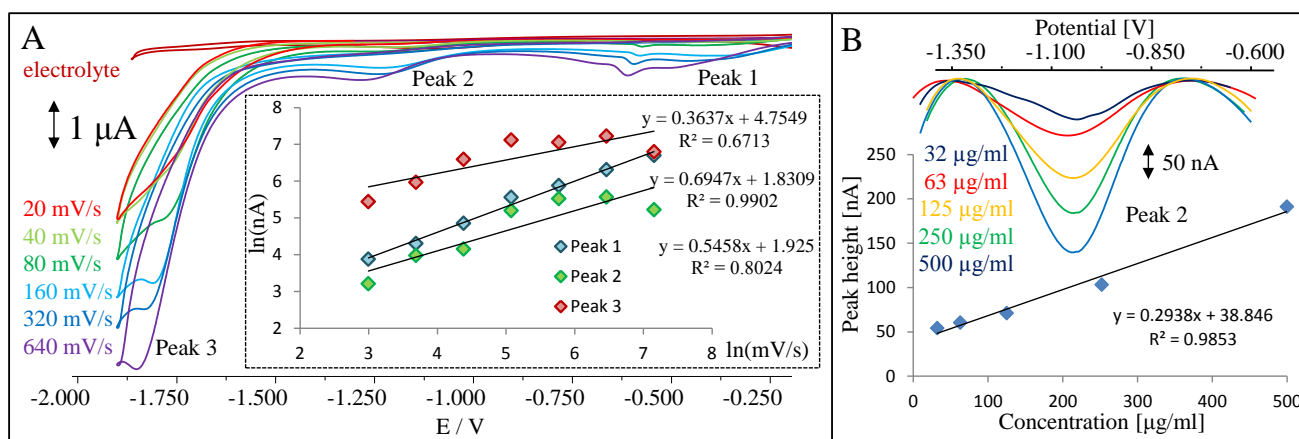 A
electrolyte
1 µA
20 mV/s
40 mV/s
80 mV/s
160 mV/s
320 mV/s
640 mV/s
Peak 3
Peak 2
Peak 1
8
7
6
5
4
3
2
ln(nA)
y = 0.3637x + 4.7549
R² = 0.6713
y = 0.6947x + 1.8309
R² = 0.9902
y = 0.5458x + 1.925
R² = 0.8024
Peak 1
Peak 2
Peak 3
2 3 4 5 6 7 8
ln(mV/s)
-2.000 -1.750 -1.500 -1.250 -1.000 -0.750 -0.500 -0.250
E / V
B
Potential [V]
-1.350 -1.100 -0.850 -0.600
50 nA
Peak 2
32 µg/ml
63 µg/ml
125 µg/ml
250 µg/ml
500 µg/ml
250
200
150
100
50
0
Peak height [nA]
y = 0.2938x + 38.846
R² = 0.9853
0 100 200 300 400 500
Concentration [µg/ml]